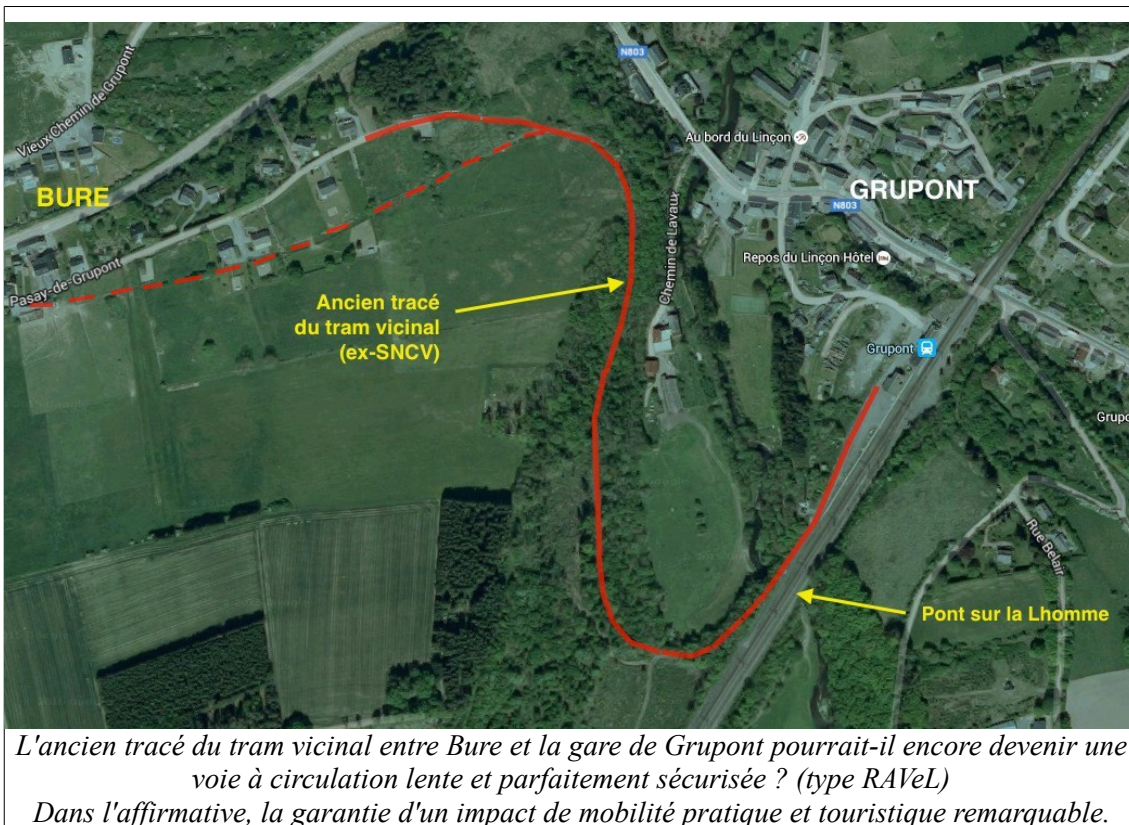 N803
Vieux Chemin de Grupont
Au bord du Linçon
BURE
GRUPONT
N803
Chemin de Lavaux
Repos du Linçon Hôtel
Pasay-de-Grupont
Ancien tracé
du tram vicinal
(ex-SNCV)
Grupont
Grupo
Rue Belair
Pont sur la Lhomme
L'ancien tracé du tram vicinal entre Bure et la gare de Grupont pourrait-il encore devenir une
voie à circulation lente et parfaitement sécurisée ? (type RAVeL)
Dans l'affirmative, la garantie d'un impact de mobilité pratique et touristique remarquable.